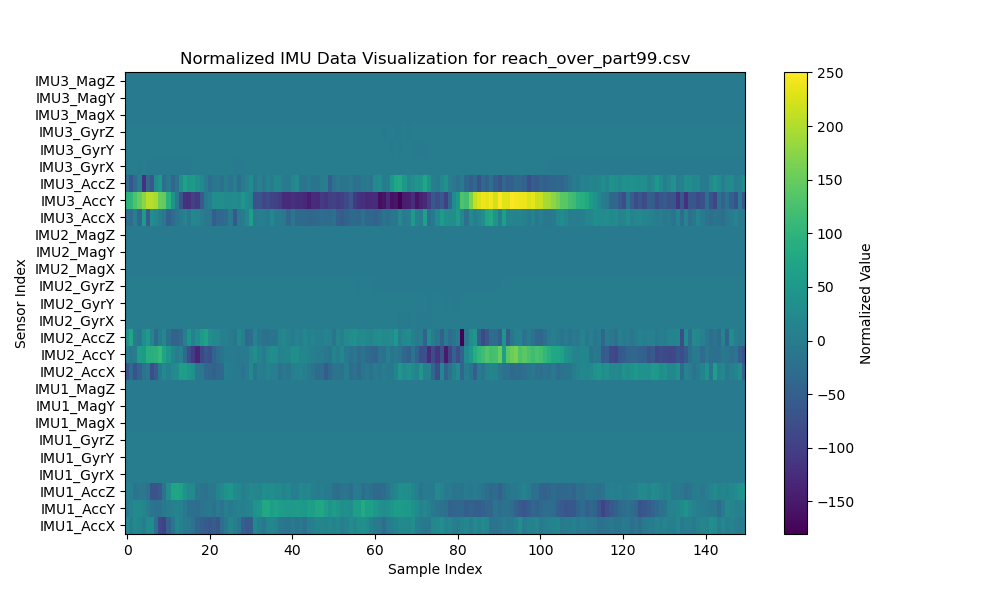 Normalized IMU Data Visualization for reach_over_part99.csv
IMU3_MagZ
IMU3_MagY
IMU3_MagX
IMU3_GyrZ
IMU3_GyrY
IMU3_GyrX
IMU3_AccZ
IMU3_AccY
IMU3_AccX
IMU2_MagZ
IMU2_MagY
IMU2_MagX
IMU2_GyrZ
IMU2_GyrY
IMU2_GyrX
IMU2_AccZ
IMU2_AccY
IMU2_AccX
IMU1_MagZ
IMU1_MagY
IMU1_MagX
IMU1_GyrZ
IMU1_GyrY
IMU1_GyrX
IMU1_AccZ
IMU1_AccY
IMU1_AccX
Sensor Index
0 20 40 60 80 100 120 140
Sample Index
250
200
150
100
50
0
−50
−100
−150
Normalized Value